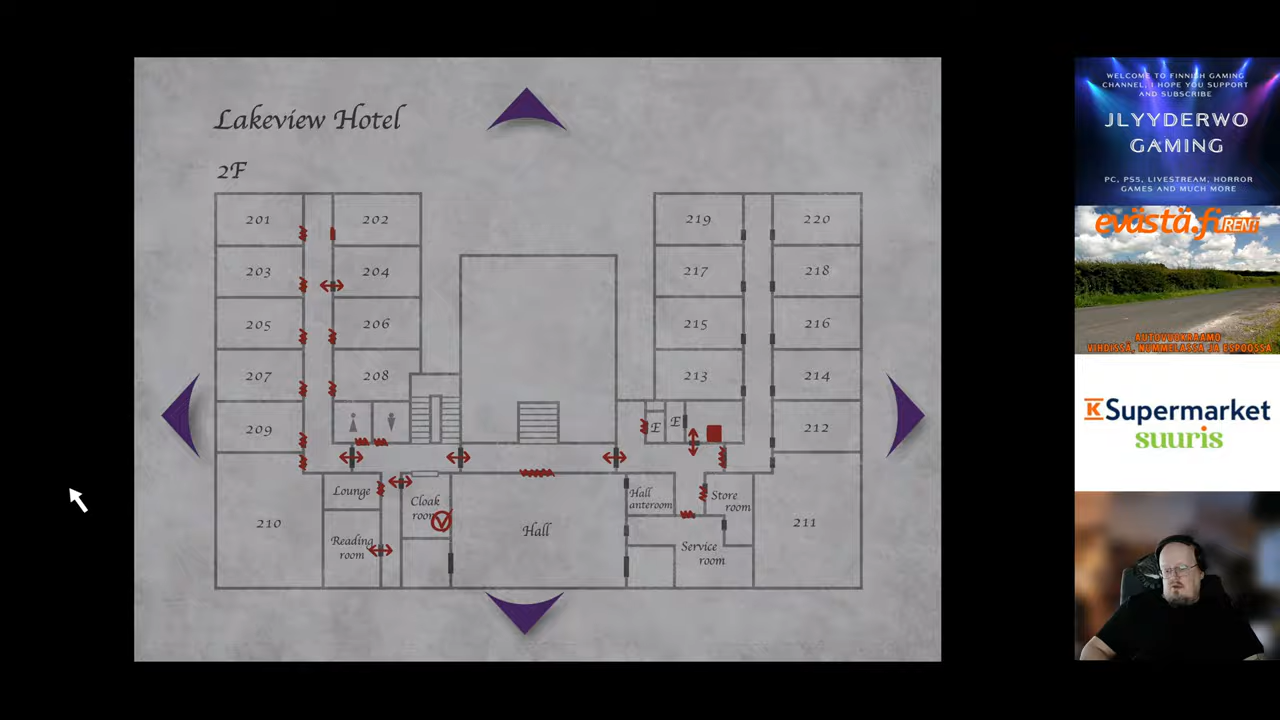 Lakeview Hotel
2F
201
202
203
204
205
206
207
208
209
210
Lounge
Reading
room
Cloak
room
Hall
219
220
217
218
215
216
213
214
212
211
E
E
Hall
anteroom
Store
room
Service
room
WELCOME TO FINNISH GAMING
CHANNEL, I HOPE YOU SUPPORT
AND SUBSCRIBE
JLYYDERWO
GAMING
PC, PS5, LIVESTREAM, HORROR
GAMES AND MUCH MORE
evästä.fi RENT
AUTOVUOKRAAMO
VIHDISSÄ, NUMMELASSA JA ESPOOSSA
K Supermarket
suuris